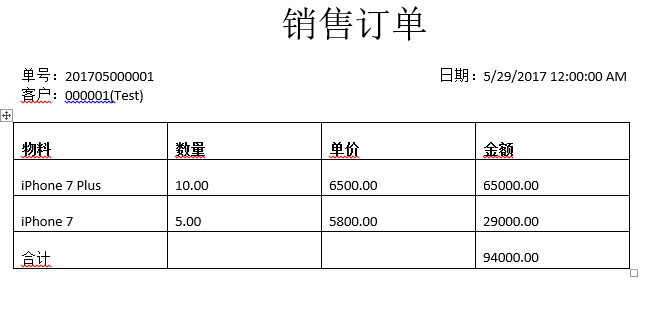 销售订单
单号：201705000001 日期：5/29/2017 12:00:00 AM
客户：000001(Test)
物料 数量 单价 金额
iPhone 7 Plus 10.00 6500.00 65000.00
iPhone 7 5.00 5800.00 29000.00
合计 94000.00